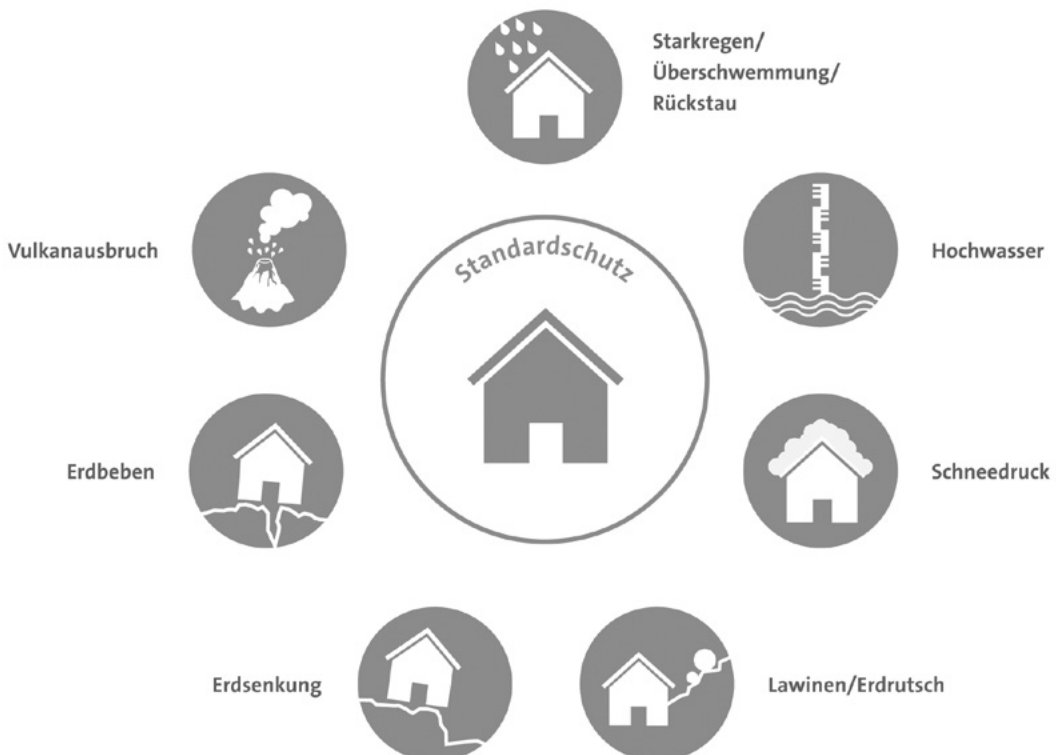 Starkregen/
Überschwemmung/
Rückstau
Vulkanausbruch
Hochwasser
Standardschutz
Erdbeben
Schneedruck
Erdsenkung
Lawinen/Erdrutsch